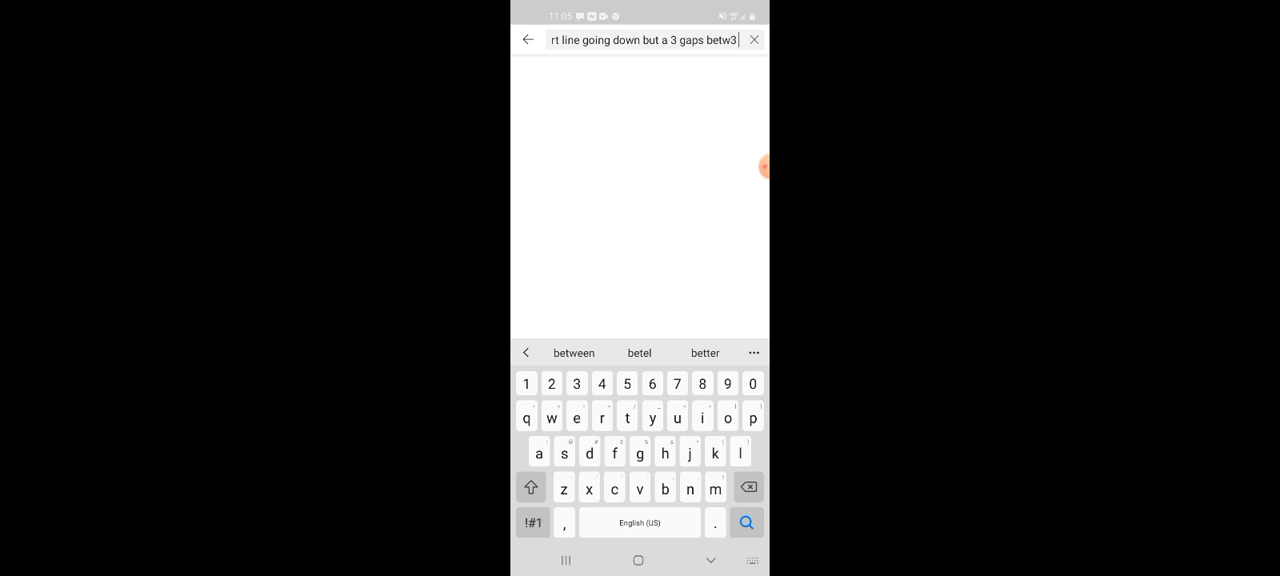 11:05
rt line going down but a 3 gaps betw3
between betel better
1 2 3 4 5 6 7 8 9 0
q w e r t y u i o p
a s d f g h j k l
z x c v b n m
!#1 , English (US) .